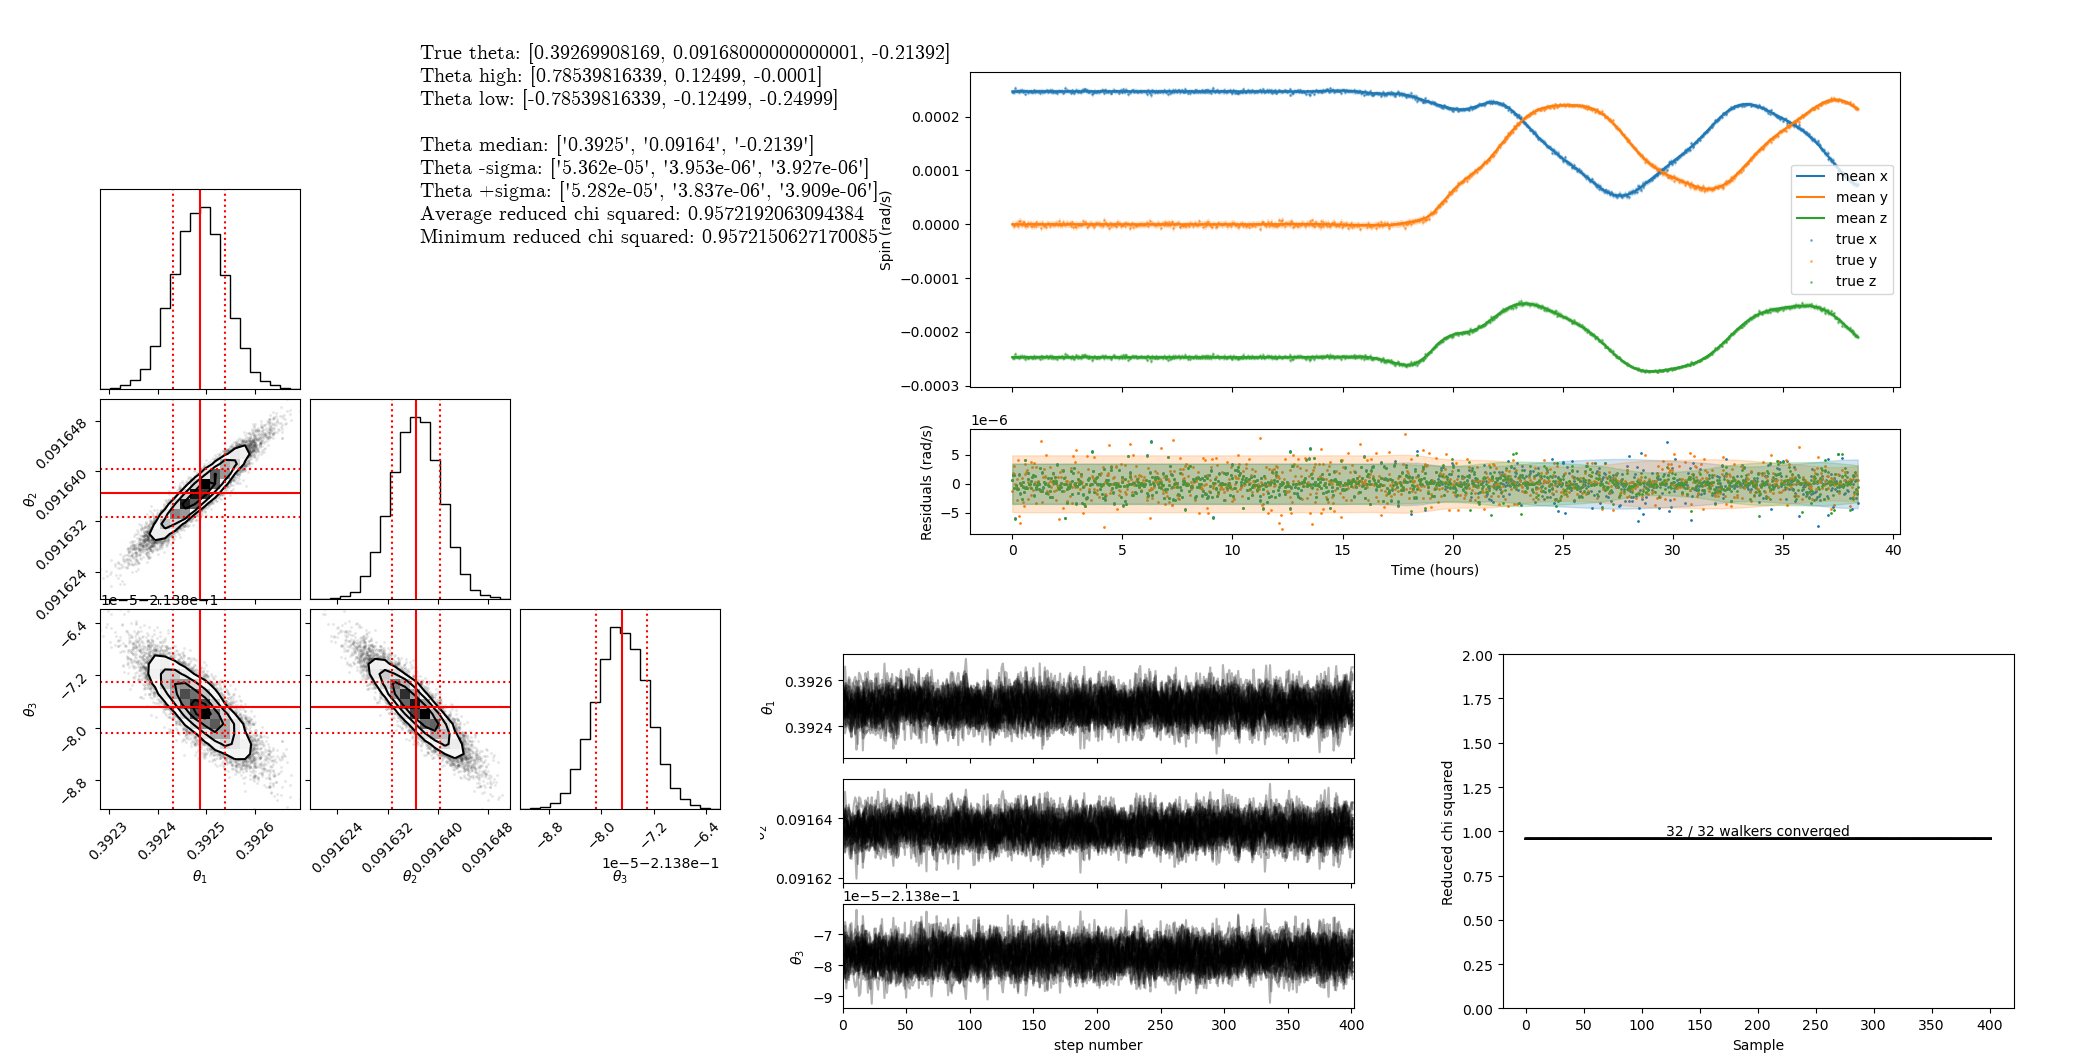 True theta: [0.39269908169, 0.09168000000000001, -0.21392]
Theta high: [0.78539816339, 0.12499, -0.0001]
Theta low: [-0.78539816339, -0.12499, -0.24999]
Theta median: ['0.3925', '0.09164', '-0.2139']
Theta -sigma: ['5.362e-05', '3.953e-06', '3.927e-06']
Theta +sigma: ['5.282e-05', '3.837e-06', '3.909e-06']
Average reduced chi squared: 0.9572192063094384
Minimum reduced chi squared: 0.9572150627170085
0.0002
0.0001
0.0000
−0.0001
−0.0002
−0.0003
Spin (rad/s)
mean x
mean y
mean z
true x
true y
true z
1e−6
5
0
−5
Residuals (rad/s)
0 5 10 15 20 25 30 35 40
Time (hours)
0.091648
0.091640
0.091632
0.091624
θ2
1e−5−2.138e−1
−6.4
−7.2
−8.0
−8.8
θ3
0.3923 0.3924 0.3925 0.3926
θ1
0.091624 0.091632 0.091640 0.091648
θ2
−8.8 −8.0 −7.2 −6.4
1e−5−2.138e−1
θ3
0.3926
0.3924
θ1
0.09164
0.09162
1e−5−2.138e−1
−7
−8
−9
θ3
0 50 100 150 200 250 300 350 400
step number
2.00
1.75
1.50
1.25
1.00
0.75
0.50
0.25
0.00
Reduced chi squared
32 / 32 walkers converged
0 50 100 150 200 250 300 350 400
Sample